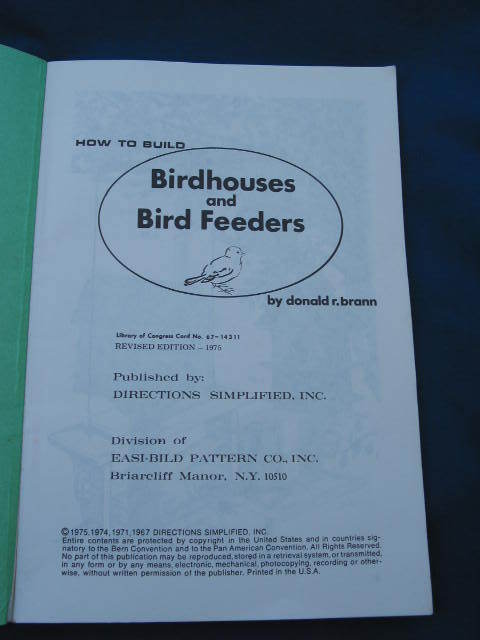 HOW TO BUILD
Birdhouses
and
Bird Feeders
by donald r. brann
Library of Congress Card No. 67-14311
REVISED EDITION — 1975
Published by:
DIRECTIONS SIMPLIFIED, INC.
Division of
EASI-BILD PATTERN CO., INC.
Briarcliff Manor, N.Y. 10510
© 1975, 1974, 1971, 1967 DIRECTIONS SIMPLIFIED, INC.
Entire contents are protected by copyright in the United States and in countries sig-
natory to the Bern Convention and to the Pan American Convention. All Rights Reserved.
No part of this publication may be reproduced, stored in a retrieval system, or transmitted,
in any form or by any means, electronic, mechanical, photocopying, recording or other-
wise, without written permission of the publisher. Printed in the U.S.A.